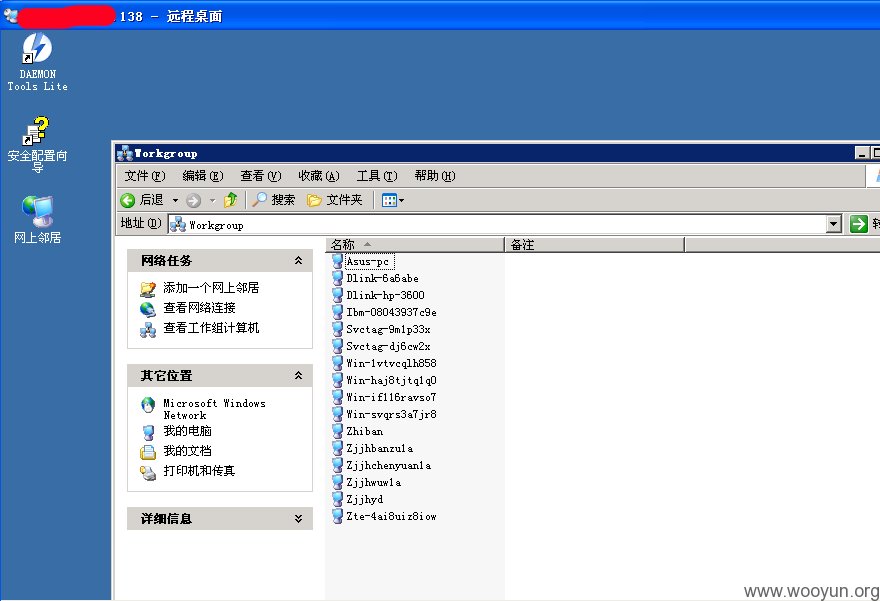 138 - 远程桌面
DAEMON
Tools Lite
安全配置向
导
网上邻居
Workgroup
文件(F) 编辑(E) 查看(V) 收藏(A) 工具(T) 帮助(H)
后退 搜索 文件夹
地址(D) Workgroup
名称 备注
网络任务
添加一个网上邻居
查看网络连接
查看工作组计算机
其它位置
Microsoft Windows
Network
我的电脑
我的文档
打印机和传真
详细信息
Asus-pc
Dlink-6a6abe
Dlink-hp-3600
Ibm-08043937c9e
Svctag-9m1p33x
Svctag-dj6cw2x
Win-1vtvcqlh858
Win-haj8tjtq1q0
Win-if116ravso7
Win-svqrs3a7jr8
Zhiban
Zjjhbanzu1a
Zjjhchenyuan1a
Zjjhwuw1a
Zjjhyd
Zte-4ai8uiz8iow
www.wooyun.org